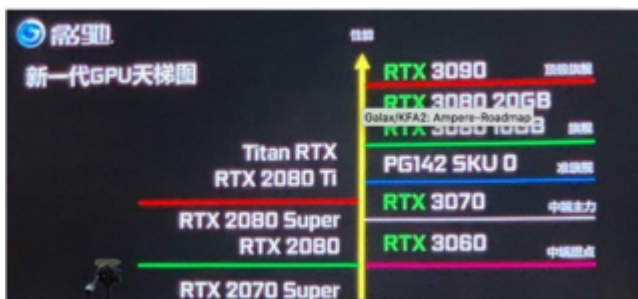 影驰
新一代GPU天梯图
性能
RTX 3090 顶级旗舰
RTX 3080 20GB
Galax/KFA2: Ampere-Roadmap
RTX 3080 10GB 旗舰
Titan RTX
RTX 2080 Ti
PG142 SKU 0 准旗舰
RTX 2080 Super
RTX 3070 中端主力
RTX 2080
RTX 3060 中端甜点
RTX 2070 Super